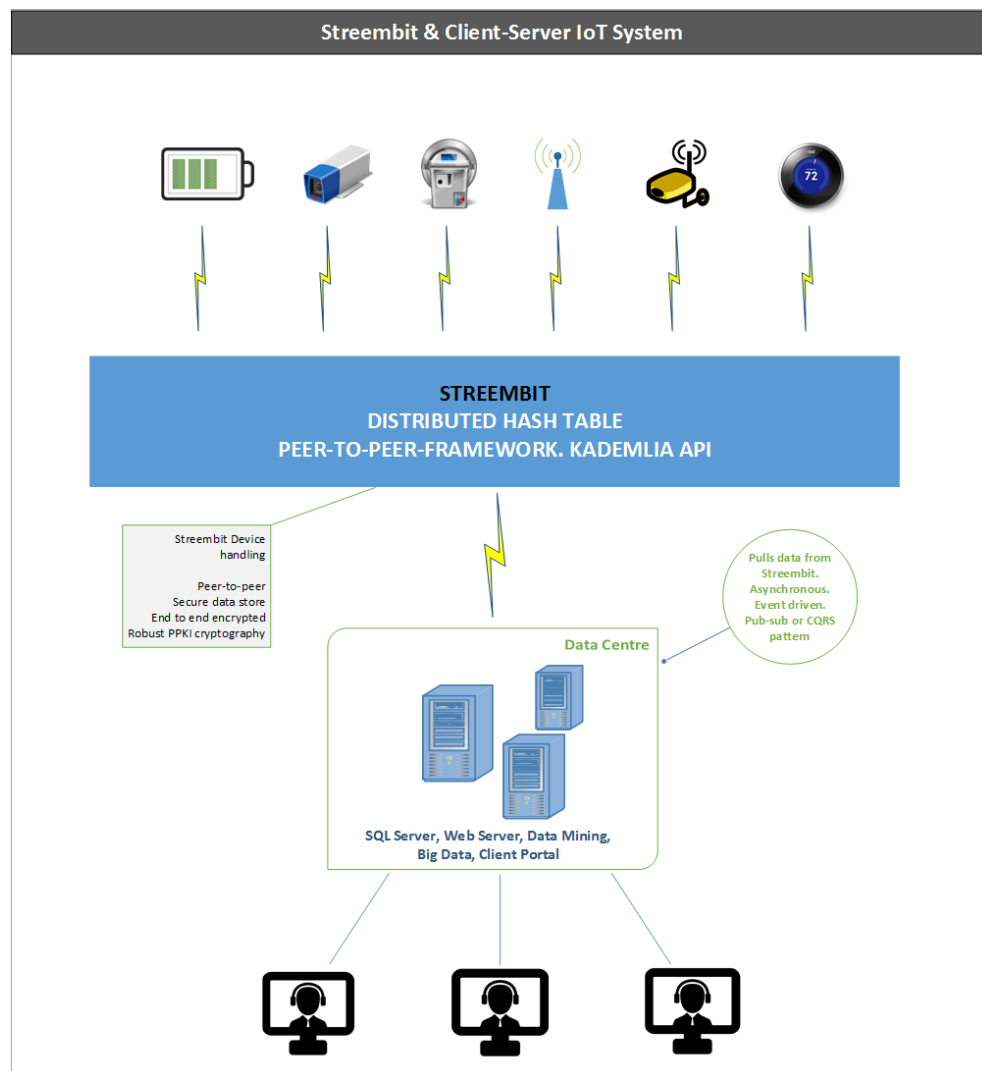 Streembit & Client-Server IoT System
72
STREEMBIT
DISTRIBUTED HASH TABLE
PEER-TO-PEER-FRAMEWORK. KADEMLIA API
Streembit Device
handling
Peer-to-peer
Secure data store
End to end encrypted
Robust PPKI cryptography
Pulls data from
Streembit.
Asynchronous.
Event driven.
Pub-sub or CQRS
pattern
Data Centre
SQL Server, Web Server, Data Mining,
Big Data, Client Portal